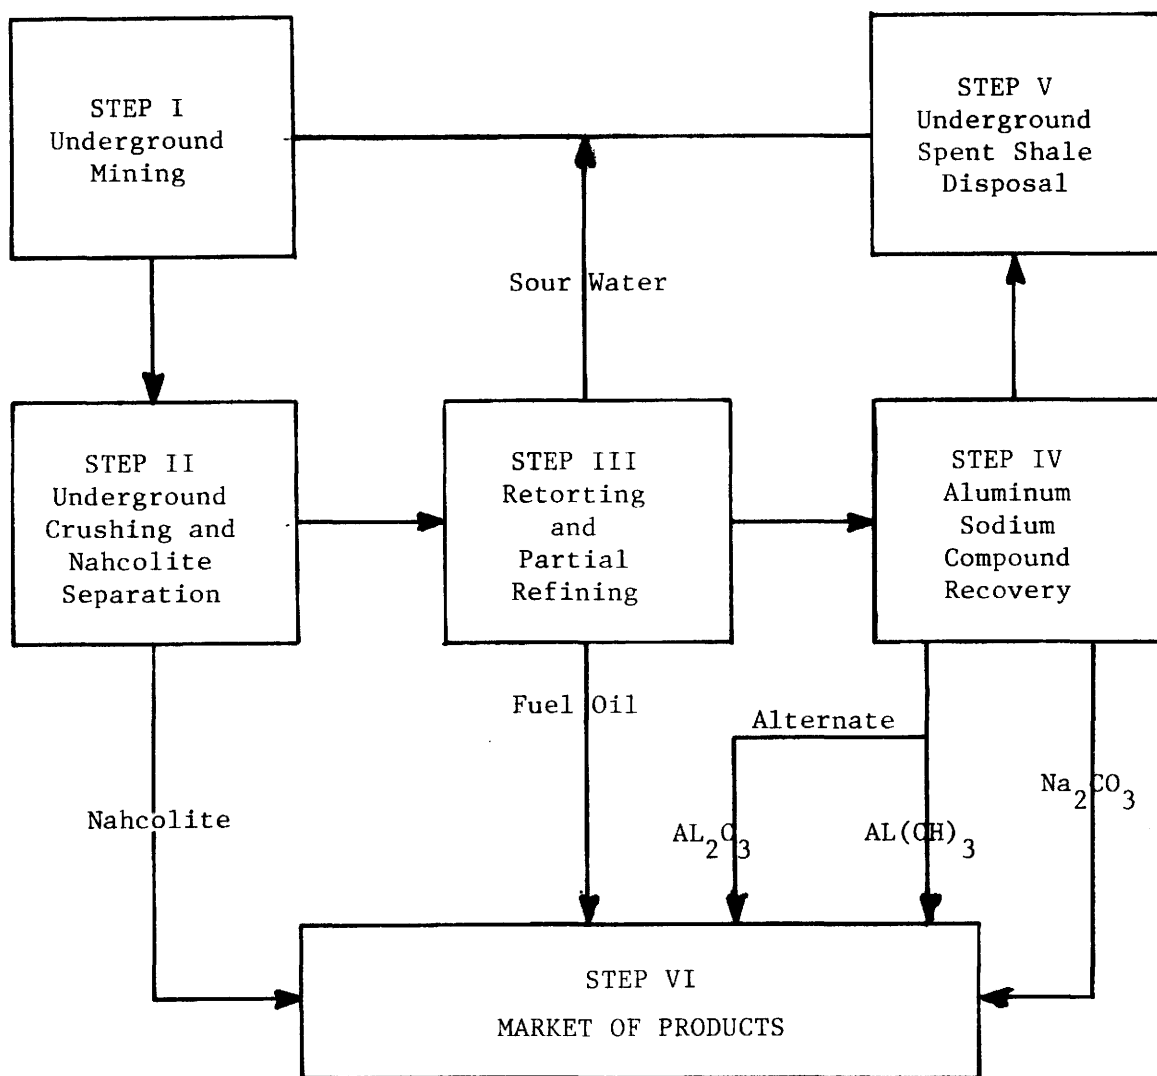 STEP I
Underground
Mining
STEP V
Underground
Spent Shale
Disposal
Sour Water
STEP II
Underground
Crushing and
Nahcolite
Separation
STEP III
Retorting
and
Partial
Refining
STEP IV
Aluminum
Sodium
Compound
Recovery
Fuel Oil
Alternate
Na2CO3
Nahcolite
AL2O3
AL(OH)3
STEP VI
MARKET OF PRODUCTS